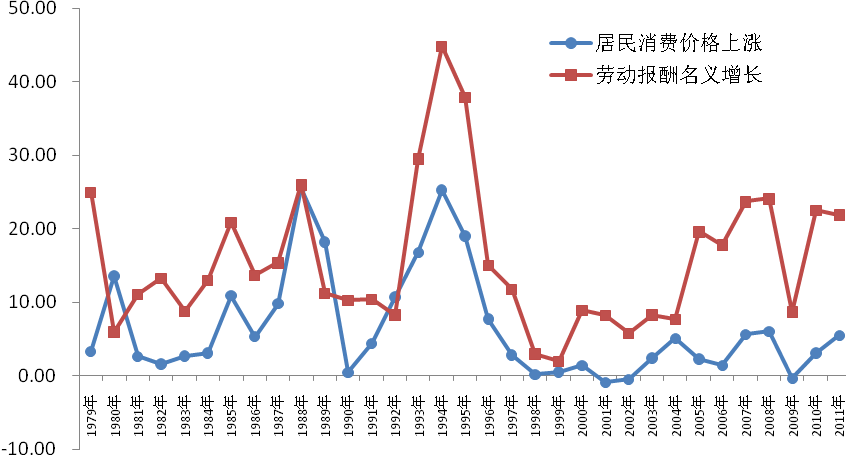 50.00
40.00
30.00
20.00
10.00
0.00
-10.00
居民消费价格上涨
劳动报酬名义增长
1979年
1980年
1981年
1982年
1983年
1984年
1985年
1986年
1987年
1988年
1989年
1990年
1991年
1992年
1993年
1994年
1995年
1996年
1997年
1998年
1999年
2000年
2001年
2002年
2003年
2004年
2005年
2006年
2007年
2008年
2009年
2010年
2011年